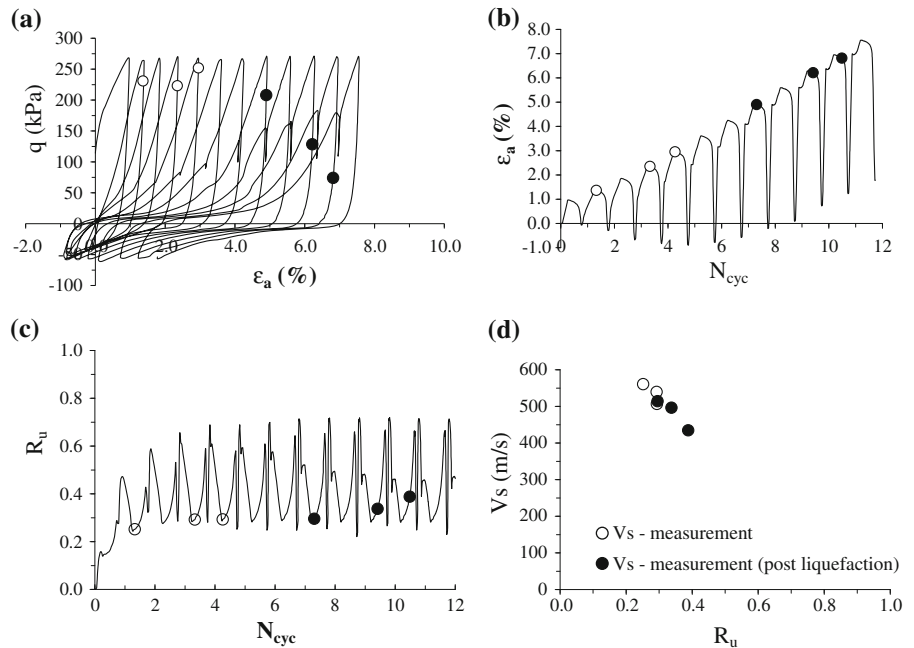 (a)
300
250
200
150
100
50
0
-50
-100
-2.0 0.0 2.0 4.0 6.0 8.0 10.0
q (kPa)
εa (%)
(b)
8.0
7.0
6.0
5.0
4.0
3.0
2.0
1.0
0.0
-1.0
0 2 4 6 8 10 12
εa (%)
Ncyc
(c)
1.0
0.8
0.6
0.4
0.2
0.0
0 2 4 6 8 10 12
Ru
Ncyc
(d)
600
500
400
300
200
100
0
0.0 0.2 0.4 0.6 0.8 1.0
Vs (m/s)
Vs - measurement
Vs - measurement (post liquefaction)
Ru